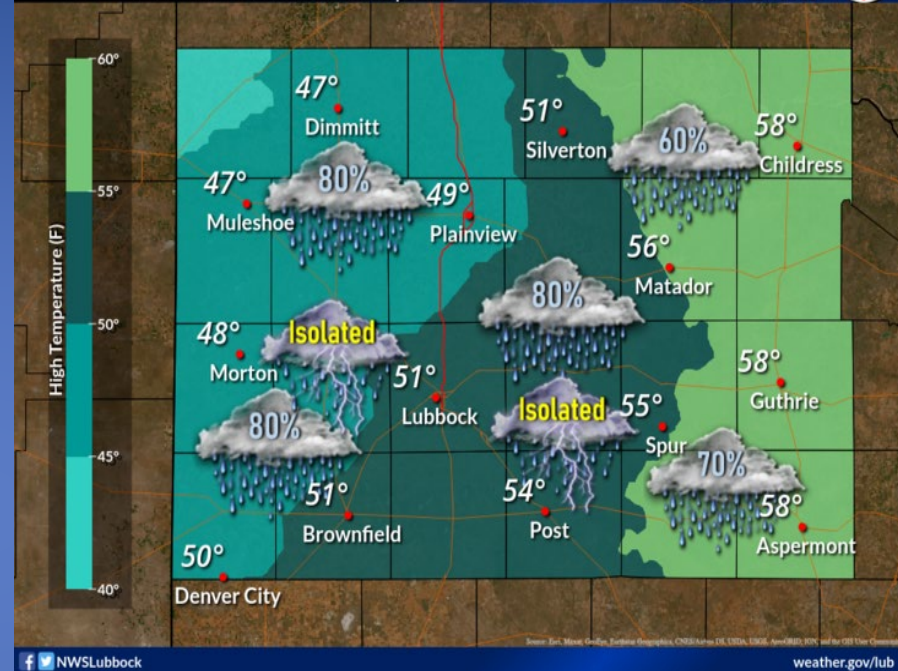 60°
55°
50°
45°
40°
High Temperature (F)
47°
Dimmitt
51°
Silverton
60%
58°
Childress
47°
Muleshoe
80%
49°
Plainview
56°
Matador
80%
48°
Morton
Isolated
51°
Lubbock
Isolated
55°
Spur
58°
Guthrie
80%
51°
Brownfield
54°
Post
70%
58°
Aspermont
50°
Denver City
NWSLubbock
weather.gov/lub